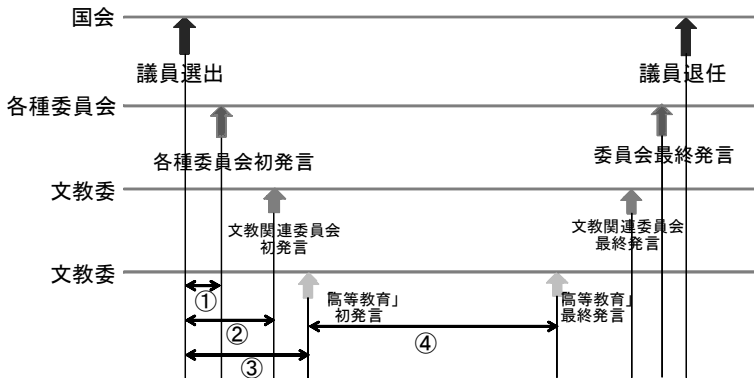 国会
議員選出
議員退任
各種委員会
各種委員会初発言
委員会最終発言
文教委
文教関連委員会
初発言
文教関連委員会
最終発言
文教委
①
「高等教育」
初発言
「高等教育」
最終発言
②
④
③